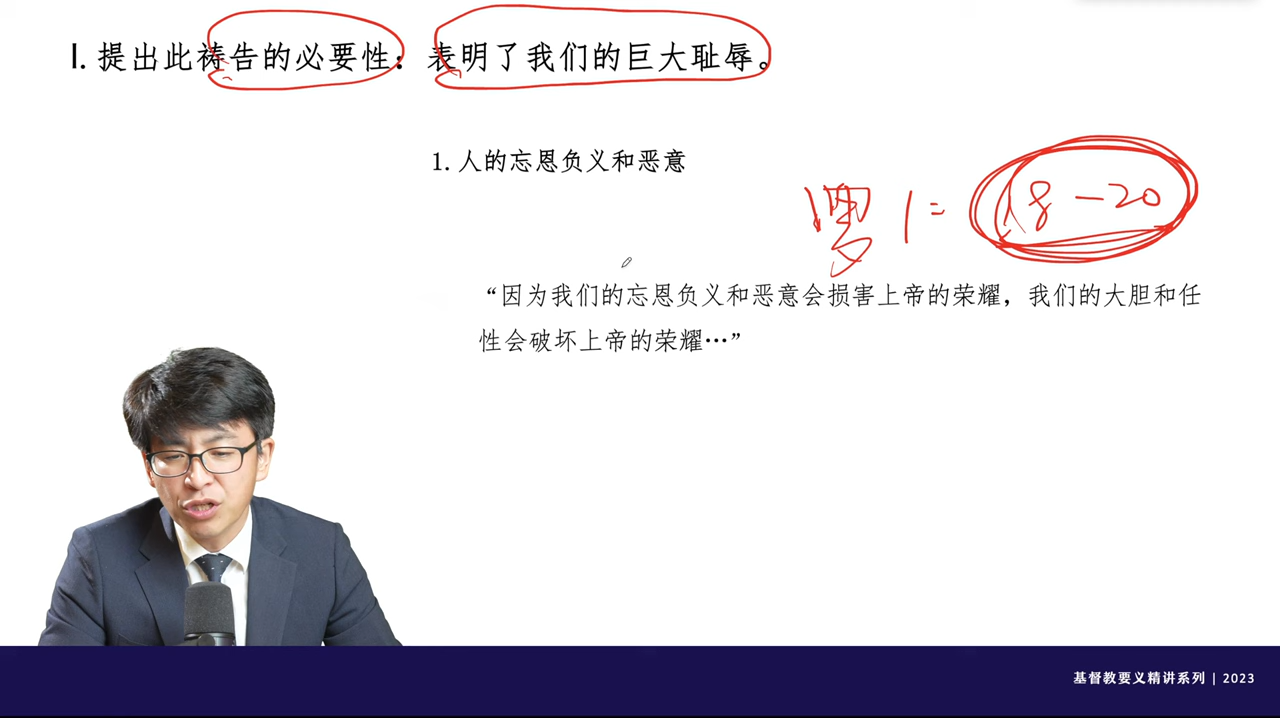 I. 提出此祷告的必要性：表明了我们的巨大耻辱。
1. 人的忘恩负义和恶意
罗 1: 18-20
“因为我们的忘恩负义和恶意会损害上帝的荣耀，我们的大胆和任
性会破坏上帝的荣耀…”
基督教要义精讲系列 | 2023